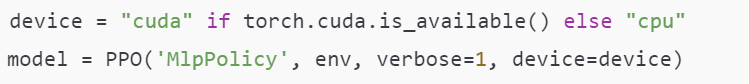 device = "cuda" if torch.cuda.is_available() else "cpu"
model = PPO('MlpPolicy', env, verbose=1, device=device)